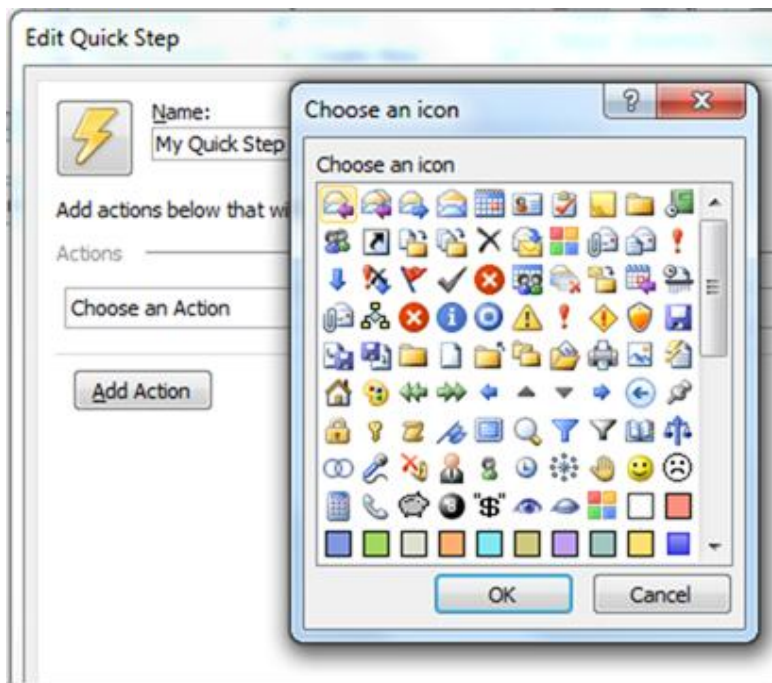 Edit Quick Step
Choose an icon
Name:
My Quick Step
Choose an icon
Add actions below that wi
Actions
Choose an Action
Add Action
"$"
OK
Cancel